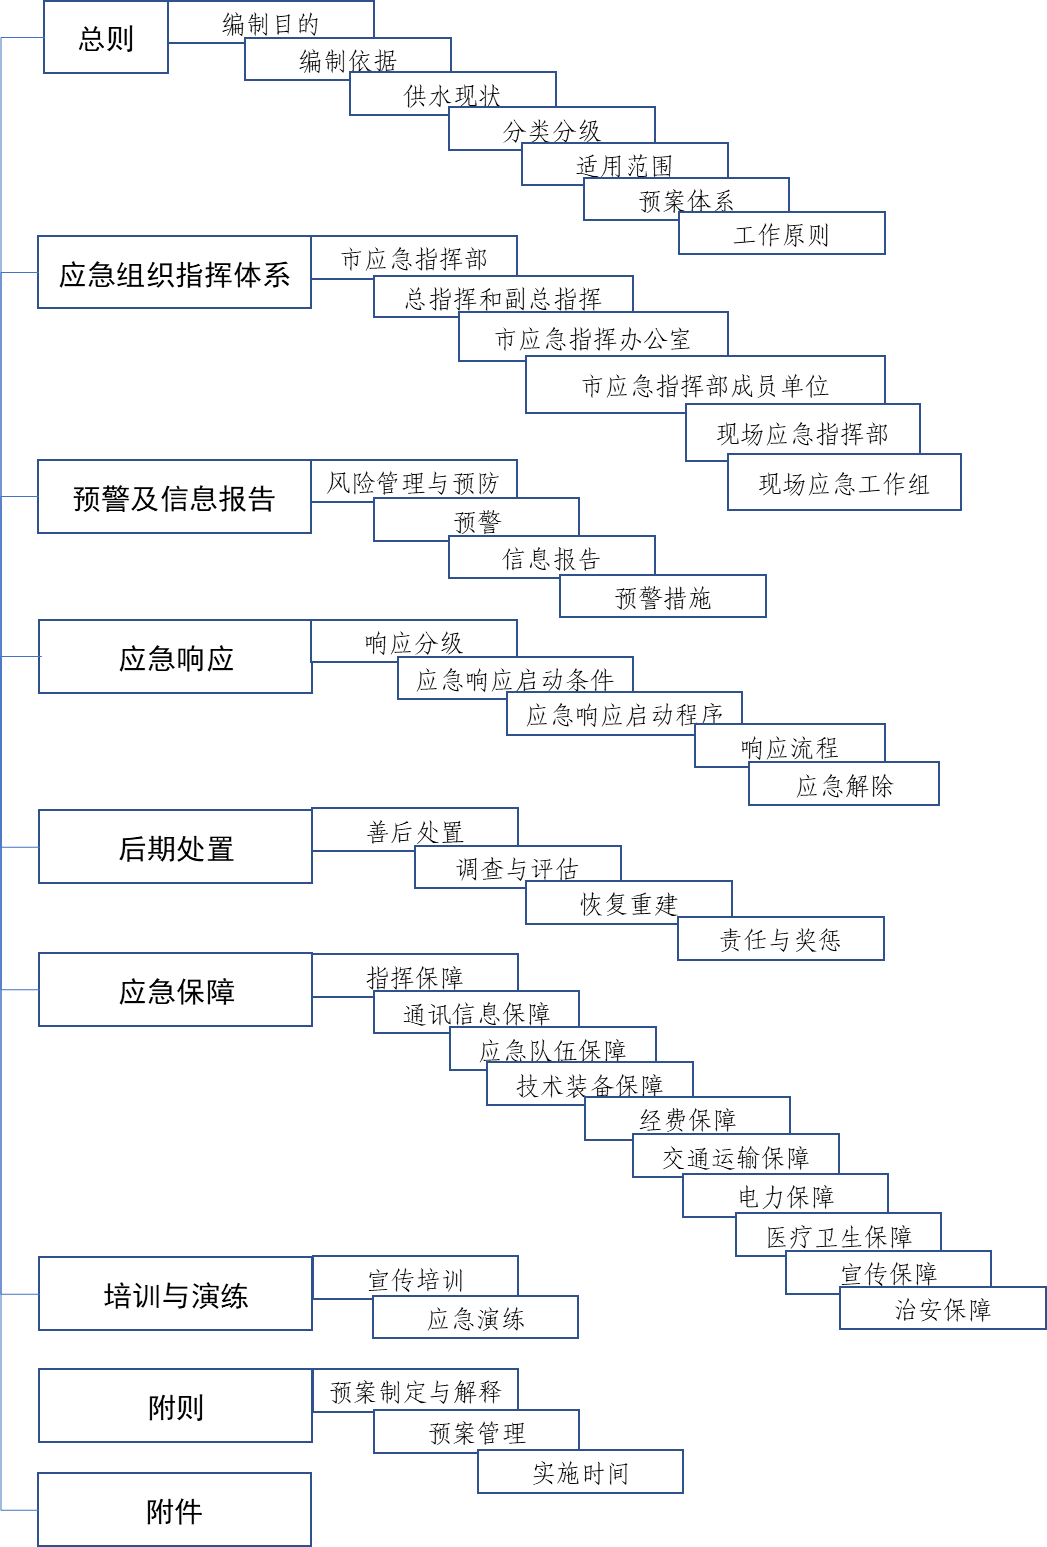 总则
编制目的
编制依据
供水现状
分类分级
适用范围
预案体系
工作原则
应急组织指挥体系
市应急指挥部
总指挥和副总指挥
市应急指挥办公室
市应急指挥部成员单位
现场应急指挥部
现场应急工作组
预警及信息报告
风险管理与预防
预警
信息报告
预警措施
应急响应
响应分级
应急响应启动条件
应急响应启动程序
响应流程
应急解除
后期处置
善后处置
调查与评估
恢复重建
责任与奖惩
应急保障
指挥保障
通讯信息保障
应急队伍保障
技术装备保障
经费保障
交通运输保障
电力保障
医疗卫生保障
宣传保障
治安保障
培训与演练
宣传培训
应急演练
附则
预案制定与解释
预案管理
实施时间
附件